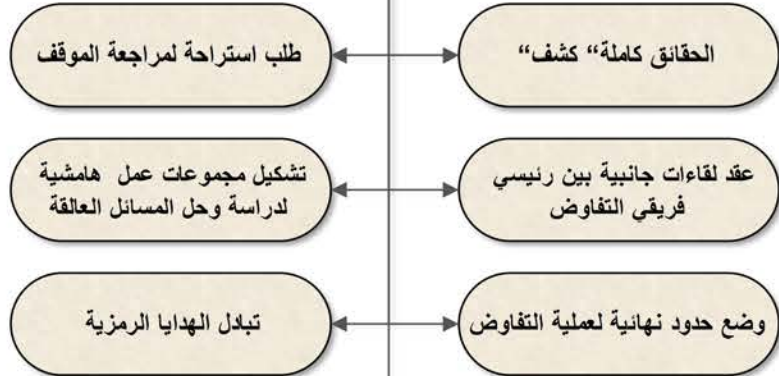 الحقائق كاملة“ كشف“
طلب استراحة لمراجعة الموقف
عقد لقاءات جانبية بين رئيسي
فريقي التفاوض
تشكيل مجموعات عمل هامشية
لدراسة وحل المسائل العالقة
وضع حدود نهائية لعملية التفاوض
تبادل الهدايا الرمزية